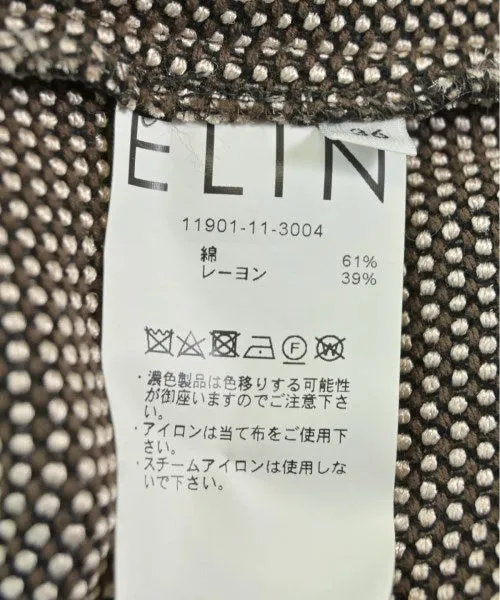 36
ELIN
11901-11-3004
綿 61%
レーヨン 39%
F
・濃色製品は色移りする可能性
が御座いますのでご注意下さ
い。
・アイロンは当て布をご使用下
さい。
・スチームアイロンは使用しな
いで下さい。